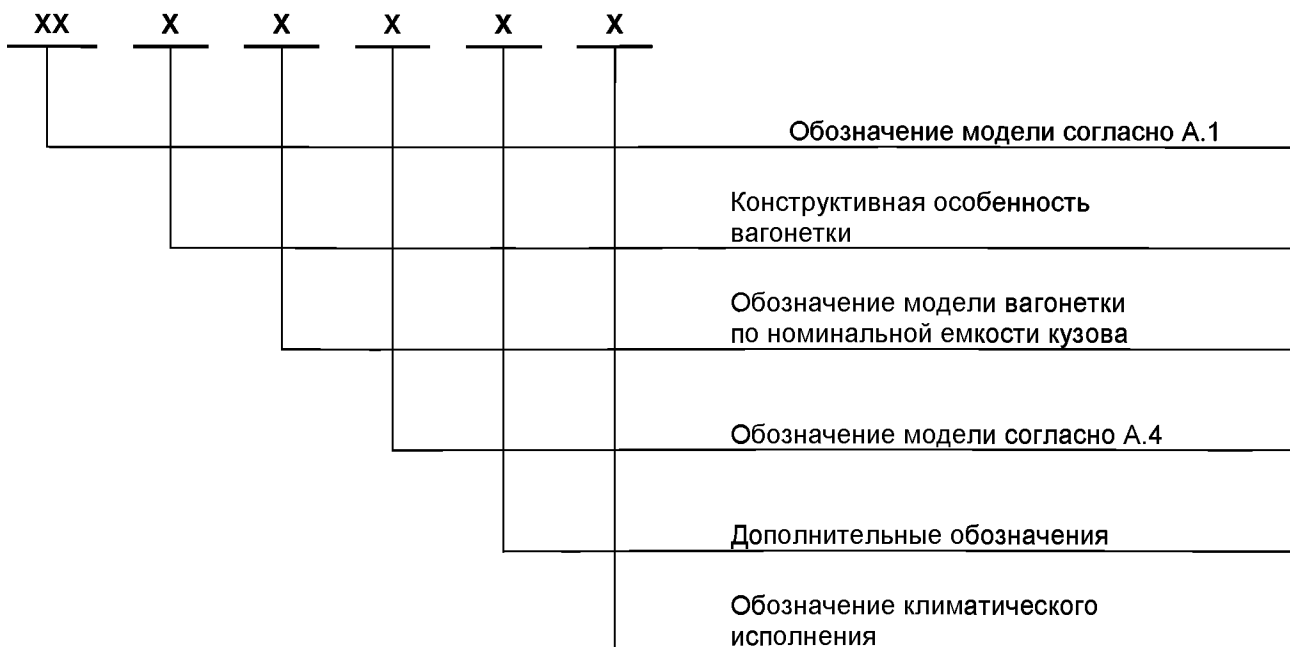 XX X X X X X
Обозначение модели согласно А.1
Конструктивная особенность
вагонетки
Обозначение модели вагонетки
по номинальной емкости кузова
Обозначение модели согласно А.4
Дополнительные обозначения
Обозначение климатического
исполнения